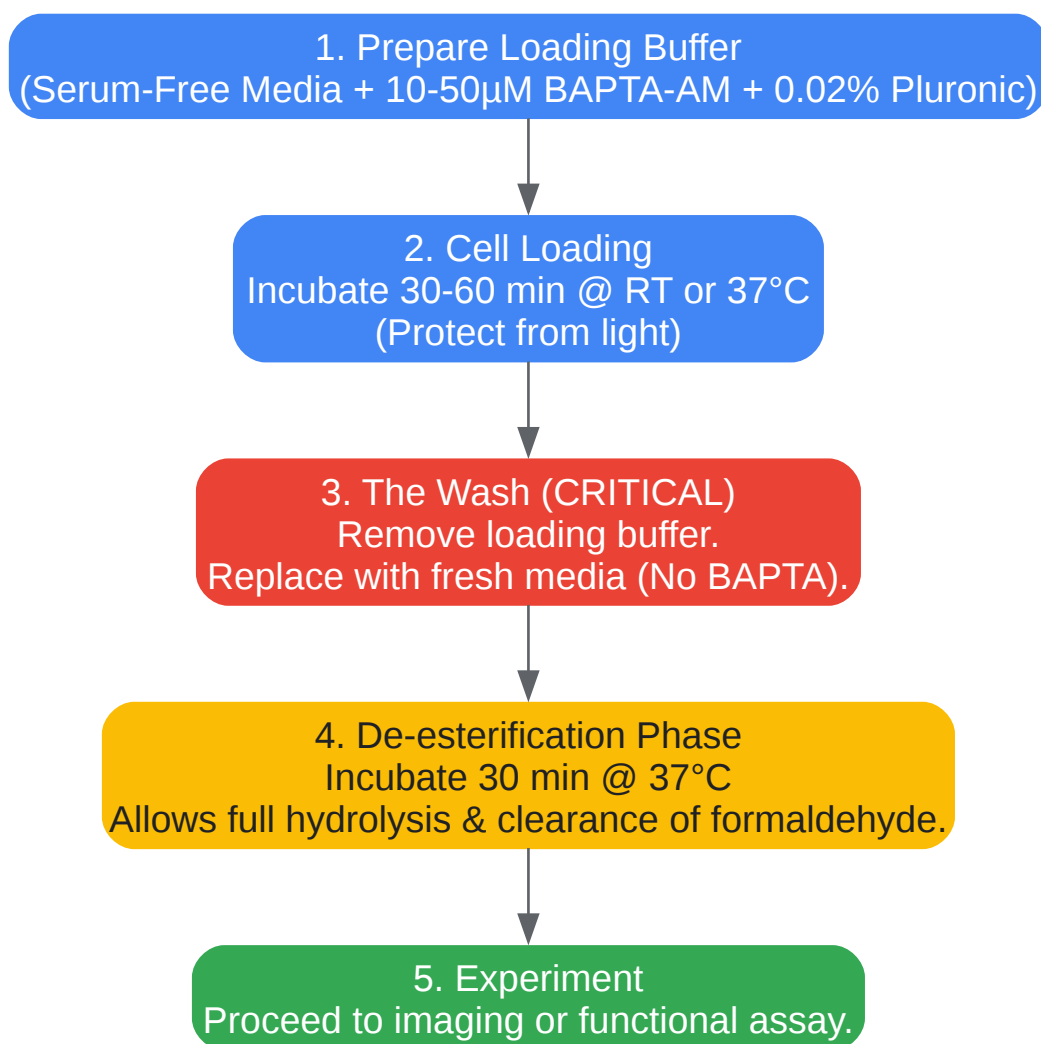 1. Prepare Loading Buffer
(Serum-Free Media + 10-50µM BAPTA-AM + 0.02% Pluronic)
2. Cell Loading
Incubate 30-60 min @ RT or 37°C
(Protect from light)
3. The Wash (CRITICAL)
Remove loading buffer.
Replace with fresh media (No BAPTA).
4. De-esterification Phase
Incubate 30 min @ 37°C
Allows full hydrolysis & clearance of formaldehyde.
5. Experiment
Proceed to imaging or functional assay.